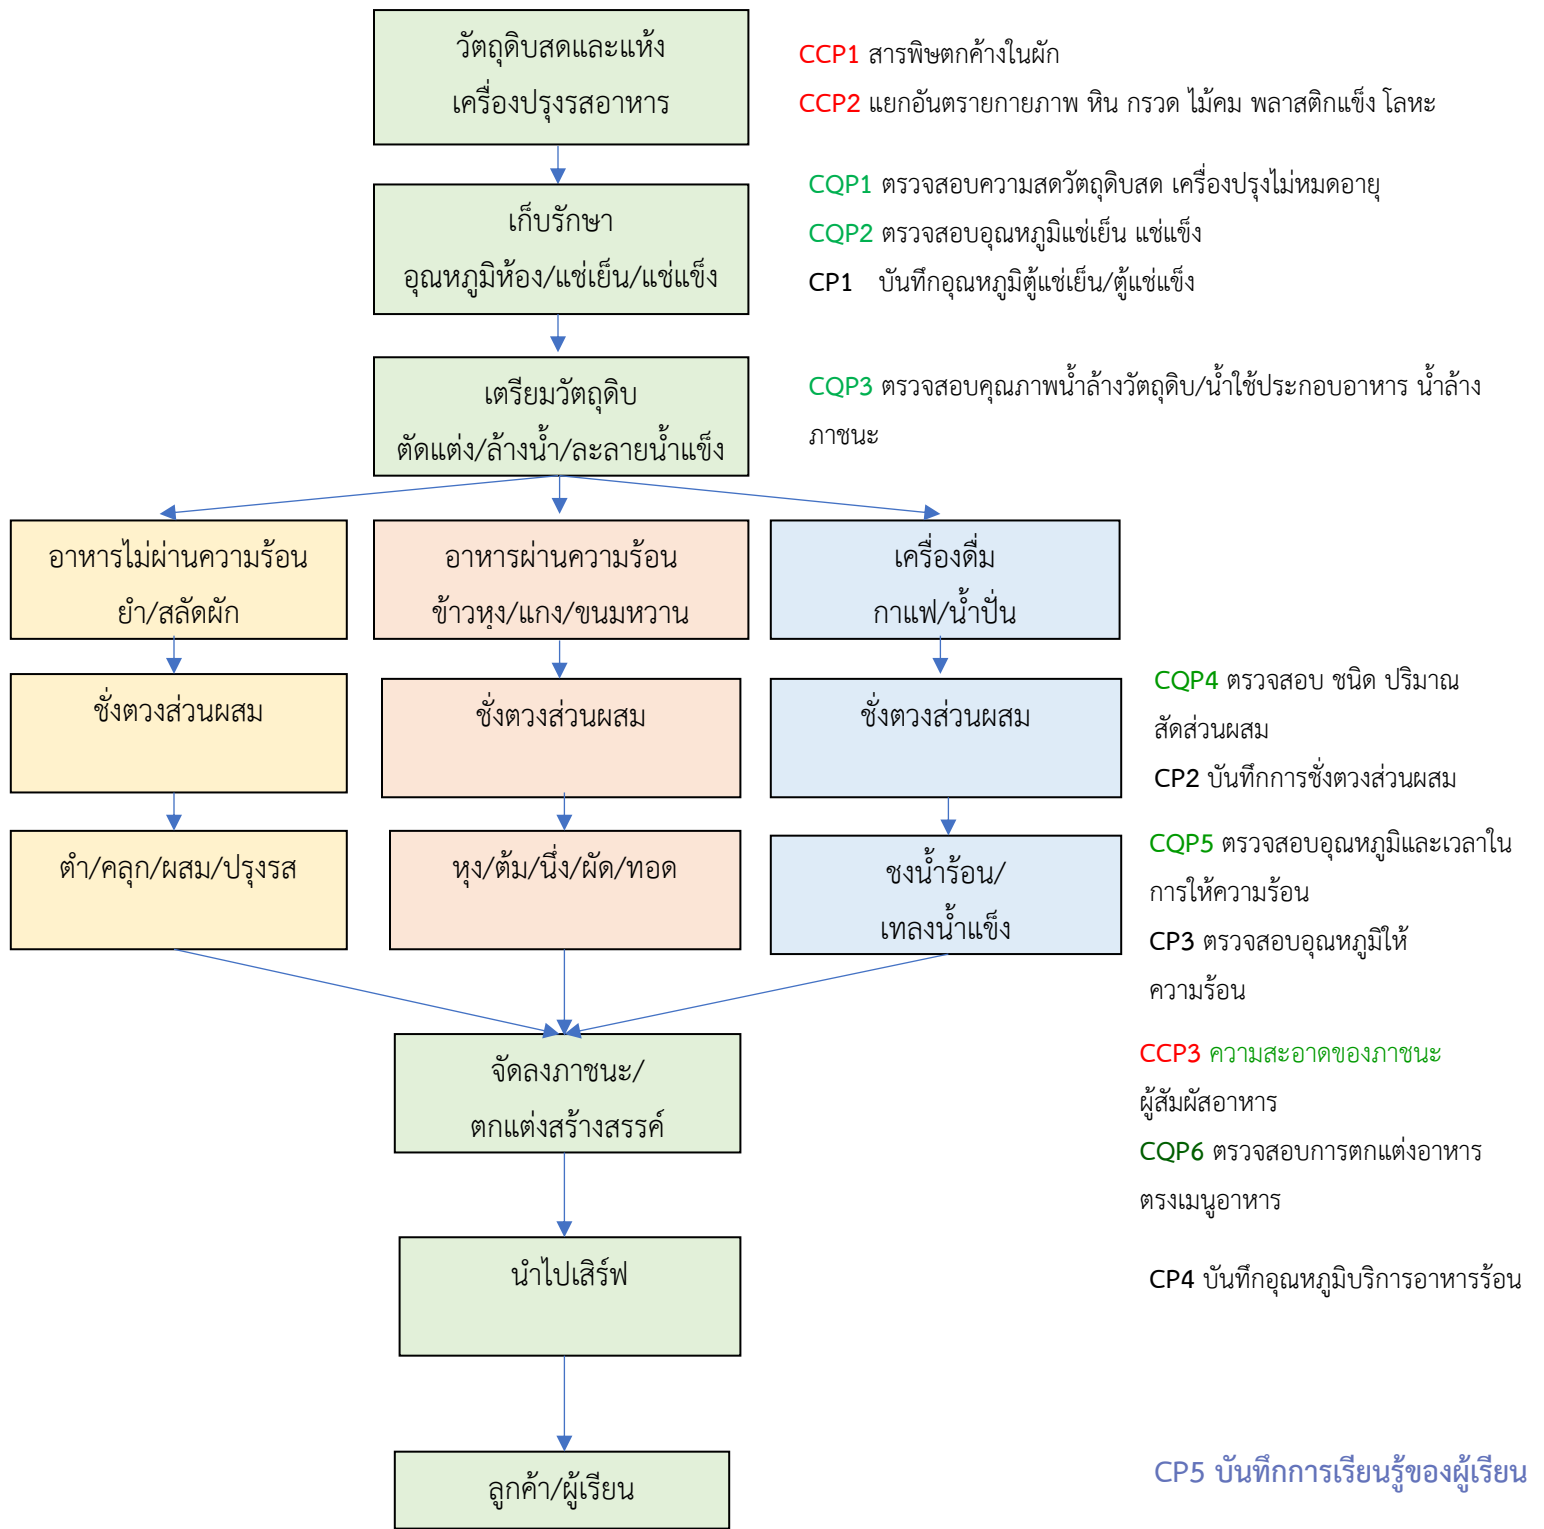 วัตถุดิบสดและแห้ง
เครื่องปรุงรสอาหาร
CCP1 สารพิษตกค้างในผัก
CCP2 แยกอันตรายกายภาพ หิน กรวด ไม้คม พลาสติกแข็ง โลหะ
เก็บรักษา
อุณหภูมิห้อง/แช่เย็น/แช่แข็ง
CQP1 ตรวจสอบความสดวัตถุดิบสด เครื่องปรุงไม่หมดอายุ
CQP2 ตรวจสอบอุณหภูมิแช่เย็น แช่แข็ง
CP1 บันทึกอุณหภูมิตู้แช่เย็น/ตู้แช่แข็ง
เตรียมวัตถุดิบ
ตัดแต่ง/ล้างน้ำ/ละลายน้ำแข็ง
CQP3 ตรวจสอบคุณภาพน้ำล้างวัตถุดิบ/น้ำใช้ประกอบอาหาร น้ำล้าง
ภาชนะ
อาหารไม่ผ่านความร้อน
ยำ/สลัดผัก
อาหารผ่านความร้อน
ข้าวหุง/แกง/ขนมหวาน
เครื่องดื่ม
กาแฟ/น้ำปั่น
ชั่งตวงส่วนผสม
ชั่งตวงส่วนผสม
ชั่งตวงส่วนผสม
CQP4 ตรวจสอบ ชนิด ปริมาณ
สัดส่วนผสม
CP2 บันทึกการชั่งตวงส่วนผสม
ตำ/คลุก/ผสม/ปรุงรส
หุง/ต้ม/นึ่ง/ผัด/ทอด
ชงน้ำร้อน/
เทลงน้ำแข็ง
CQP5 ตรวจสอบอุณหภูมิและเวลาใน
การให้ความร้อน
CP3 ตรวจสอบอุณหภูมิให้
ความร้อน
จัดลงภาชนะ/
ตกแต่งสร้างสรรค์
CCP3 ความสะอาดของภาชนะ
ผู้สัมผัสอาหาร
CQP6 ตรวจสอบการตกแต่งอาหาร
ตรงเมนูอาหาร
นำไปเสิร์ฟ
CP4 บันทึกอุณหภูมิบริการอาหารร้อน
ลูกค้า/ผู้เรียน
CP5 บันทึกการเรียนรู้ของผู้เรียน